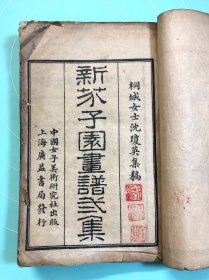 桐城女士沈瓊英集稿
新芥子園畫譜弍集
中國女子美術研究社出版
上海廣益書局發行